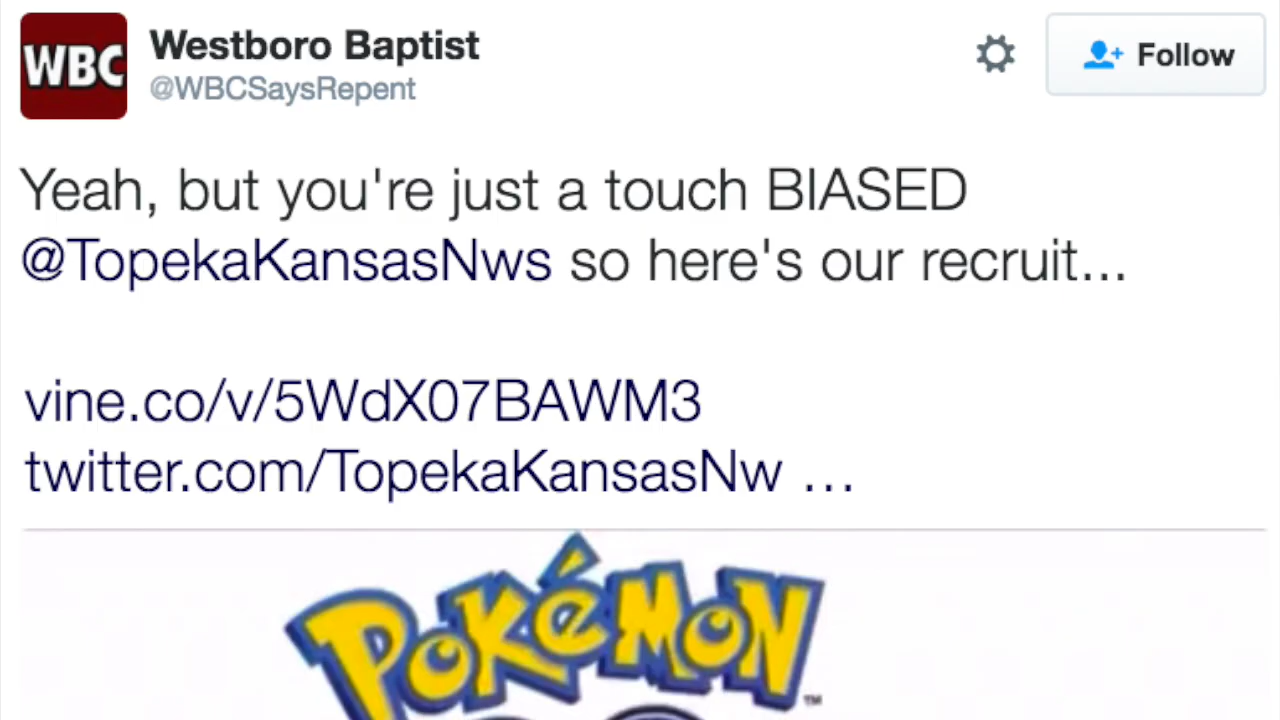 WBC
Westboro Baptist
@WBCSaysRepent
Follow
Yeah, but you're just a touch BIASED
@TopekaKansasNws so here's our recruit...
vine.co/v/5WdX07BAWM3
twitter.com/TopekaKansasNw ...
POKéMON
TM